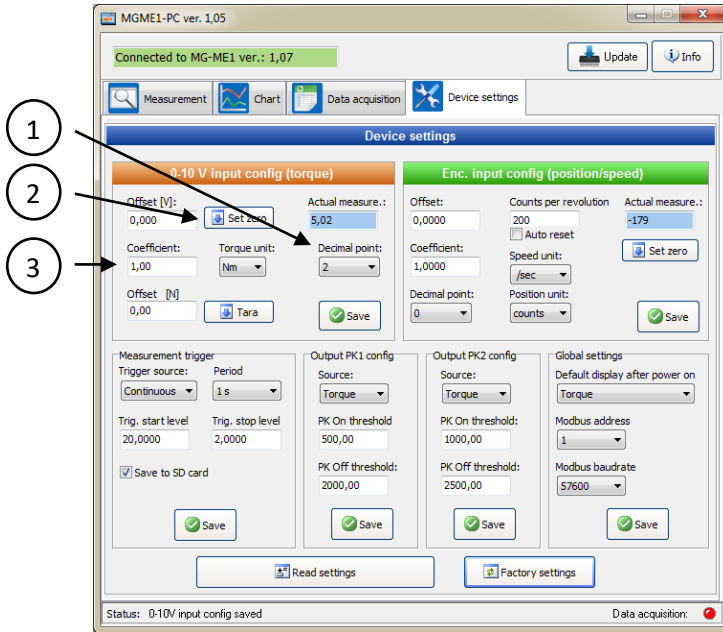 MGME1-PC ver. 1,05
Connected to MG-ME1 ver.: 1,07
Update
Info
Measurement
Chart
Data acquisition
Device settings
Device settings
1
2
3
0-10 V input config (torque)
Offset [V]:
0,000
Set zero
Actual measure.:
5,02
Coefficient:
1,00
Torque unit:
Nm
Decimal point:
2
Offset [N]
0,00
Tara
Save
Enc. input config (position/speed)
Offset:
0,0000
Counts per revolution
200
Auto reset
Actual measure.:
-179
Coefficient:
1,0000
Speed unit:
/sec
Set zero
Decimal point:
0
Position unit:
counts
Save
Measurement trigger
Trigger source:
Continuous
Period
1 s
Trig. start level
20,0000
Trig. stop level
2,0000
Save to SD card
Save
Output PK1 config
Source:
Torque
PK On threshold
500,00
PK Off threshold:
2000,00
Save
Output PK2 config
Source:
Torque
PK On threshold:
1000,00
PK Off threshold:
2500,00
Save
Global settings
Default display after power on
Torque
Modbus address
1
Modbus baudrate
57600
Save
Read settings
Factory settings
Status: 0-10V input config saved
Data acquisition: